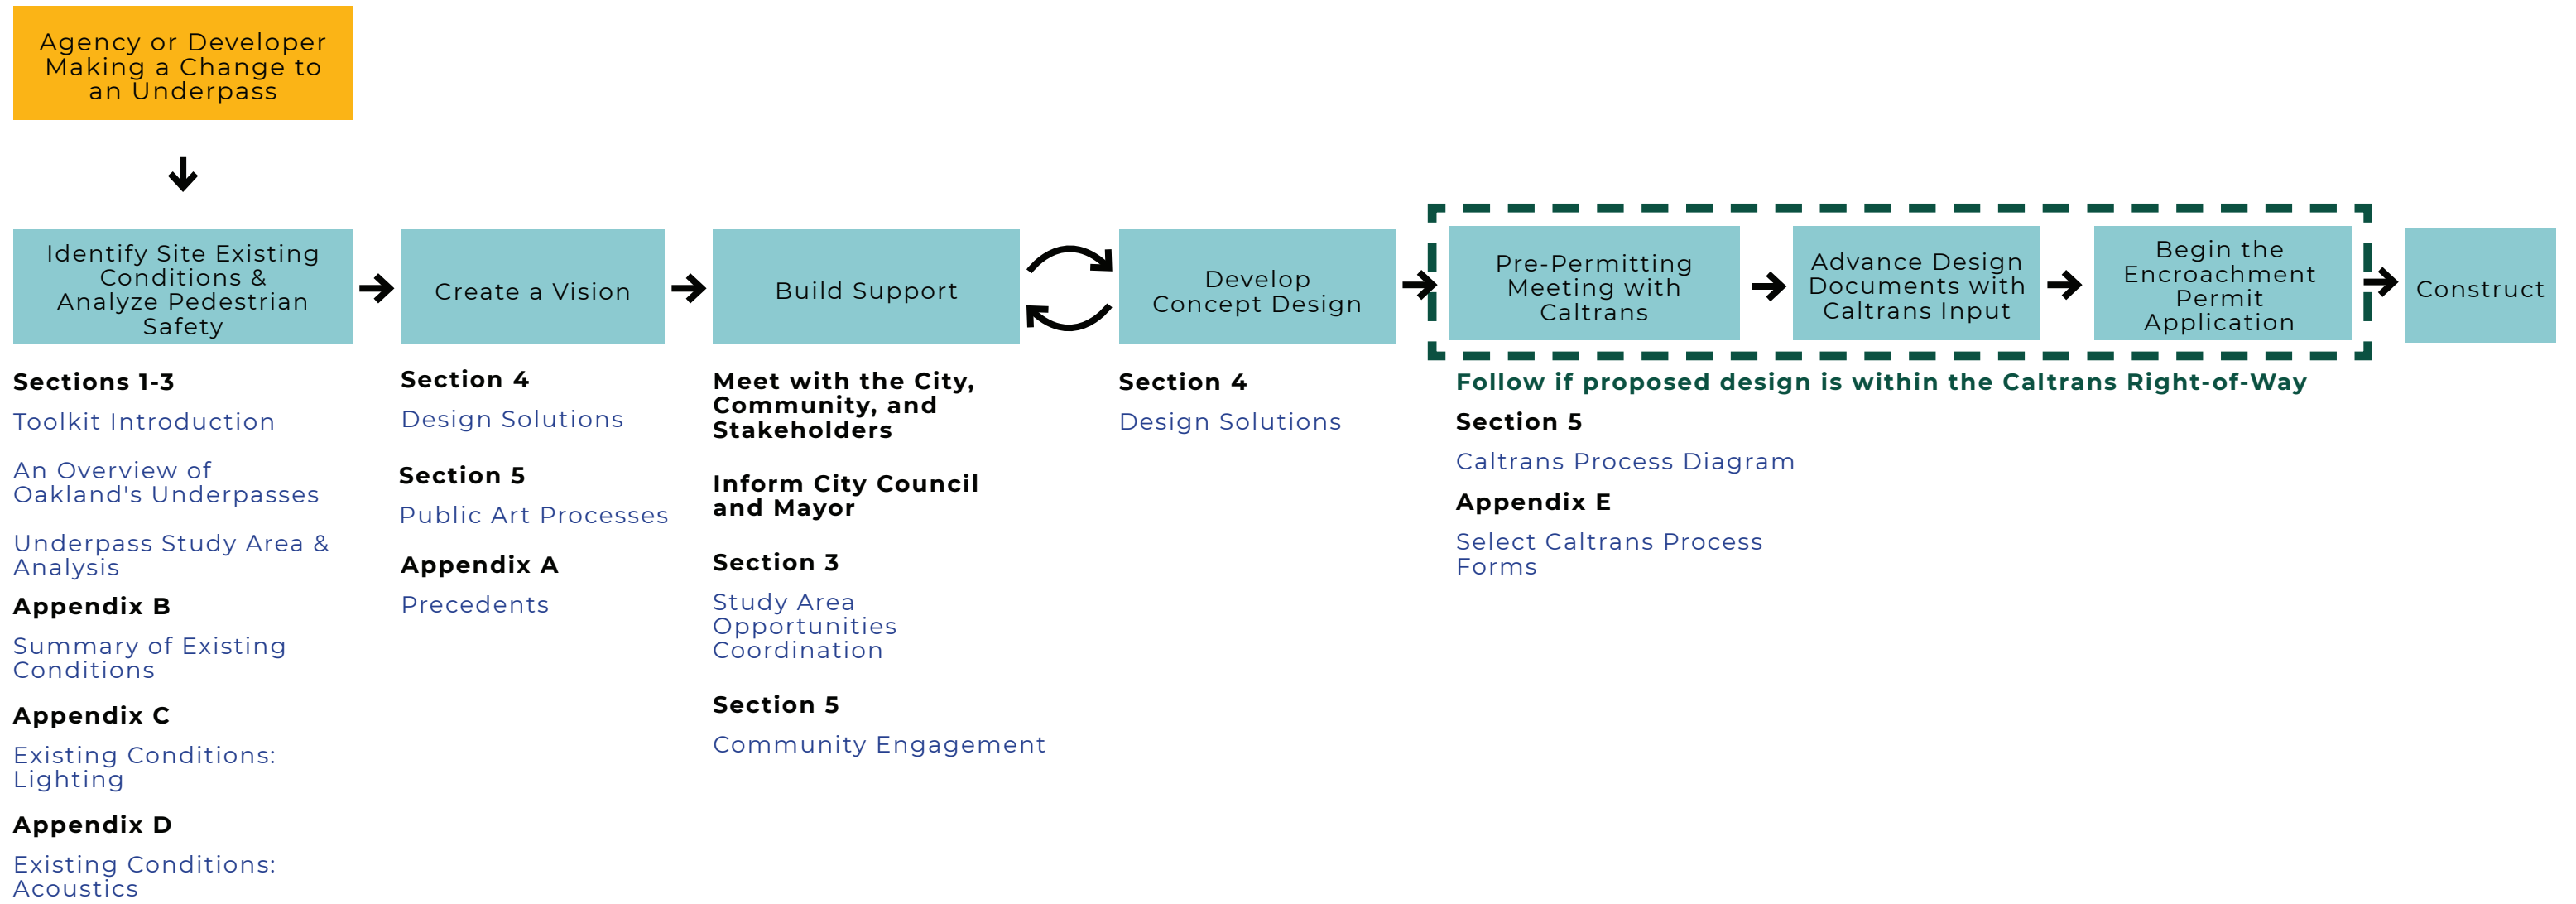 Agency or Developer
Making a Change to
an Underpass
Identify Site Existing
Conditions &
Analyze Pedestrian
Safety
Create a Vision
Build Support
Develop
Concept Design
Pre-Permitting
Meeting with
Caltrans
Advance Design
Documents with
Caltrans Input
Begin the
Encroachment
Permit
Application
Construct
Sections 1-3
Toolkit Introduction
An Overview of
Oakland's Underpasses
Underpass Study Area &
Analysis
Appendix B
Summary of Existing
Conditions
Appendix C
Existing Conditions:
Lighting
Appendix D
Existing Conditions:
Acoustics
Section 4
Design Solutions
Section 5
Public Art Processes
Appendix A
Precedents
Meet with the City,
Community, and
Stakeholders
Inform City Council
and Mayor
Section 3
Study Area
Opportunities
Coordination
Section 5
Community Engagement
Section 4
Design Solutions
Follow if proposed design is within the Caltrans Right-of-Way
Section 5
Caltrans Process Diagram
Appendix E
Select Caltrans Process
Forms